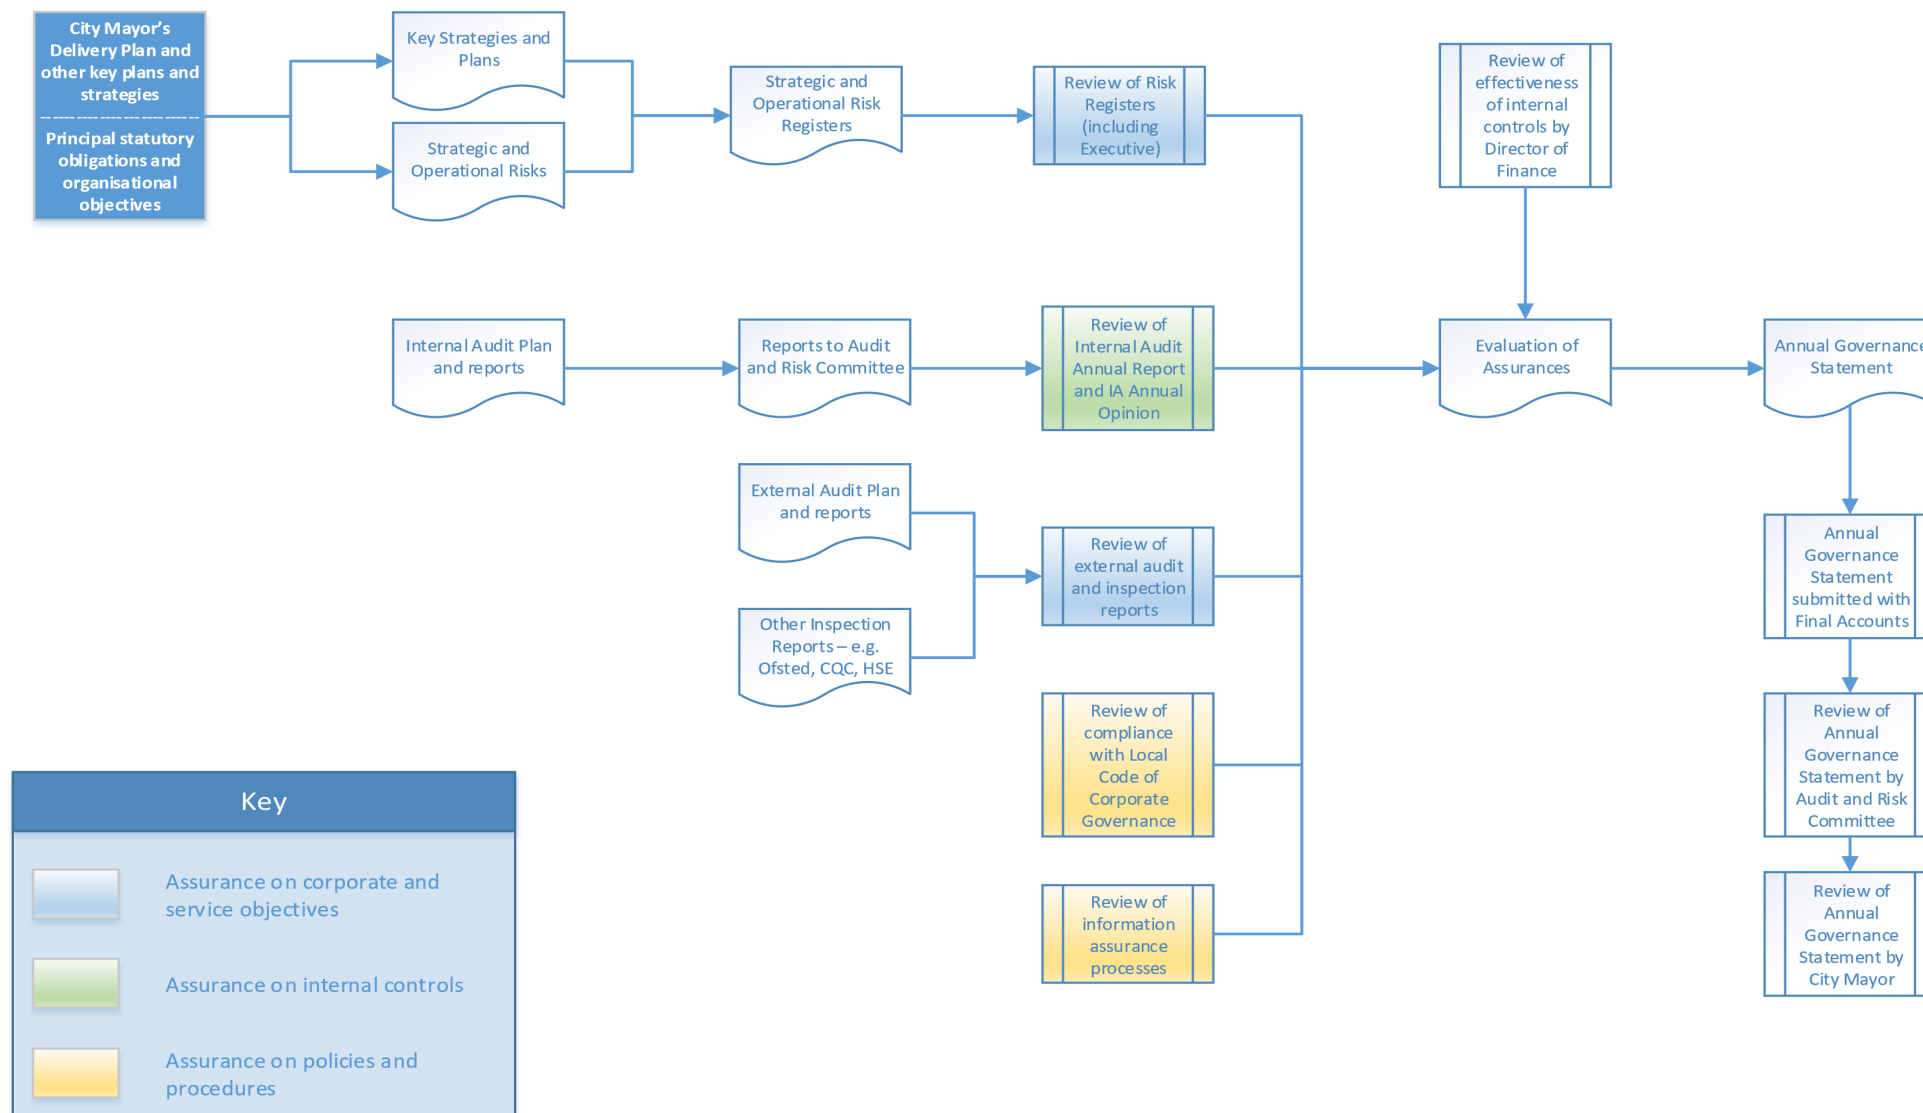 City Mayor’s
Delivery Plan and
other key plans and
strategies
Principal statutory
obligations and
organisational
objectives
Key Strategies and
Plans
Strategic and
Operational Risks
Strategic and
Operational Risk
Registers
Review of Risk
Registers
(including
Executive)
Review of
effectiveness
of internal
controls by
Director of
Finance
Internal Audit Plan
and reports
Reports to Audit
and Risk Committee
Review of
Internal Audit
Annual Report
and IA Annual
Opinion
Evaluation of
Assurances
Annual Governance
Statement
External Audit Plan
and reports
Other Inspection
Reports – e.g.
Ofsted, CQC, HSE
Review of
external audit
and inspection
reports
Review of
compliance
with Local
Code of
Corporate
Governance
Review of
information
assurance
processes
Annual
Governance
Statement
submitted with
Final Accounts
Review of
Annual
Governance
Statement by
Audit and Risk
Committee
Review of
Annual
Governance
Statement by
City Mayor
Key
Assurance on corporate and
service objectives
Assurance on internal controls
Assurance on policies and
procedures